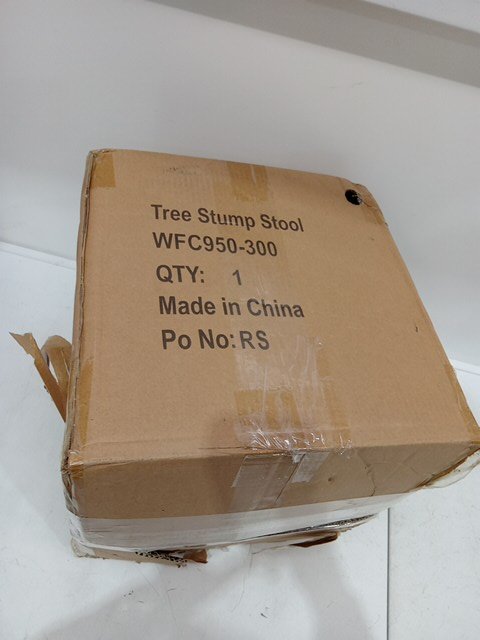 Tree Stump Stool
WFC950-300
QTY: 1
Made in China
Po No: RS